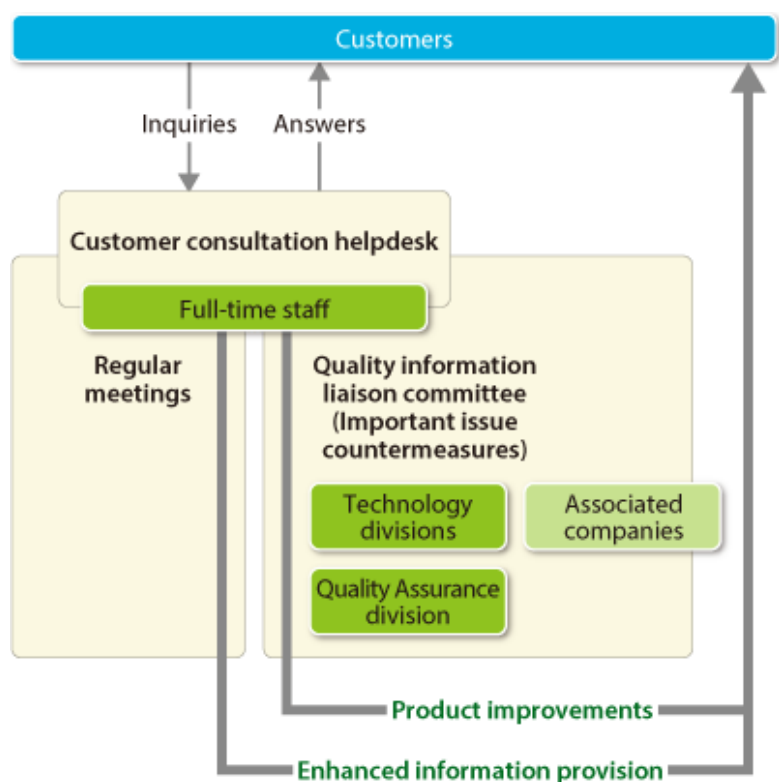 Customers
Inquiries
Answers
Customer consultation helpdesk
Full-time staff
Regular
meetings
Quality information
liaison committee
(Important issue
countermeasures)
Technology
divisions
Associated
companies
Quality Assurance
division
Product improvements
Enhanced information provision